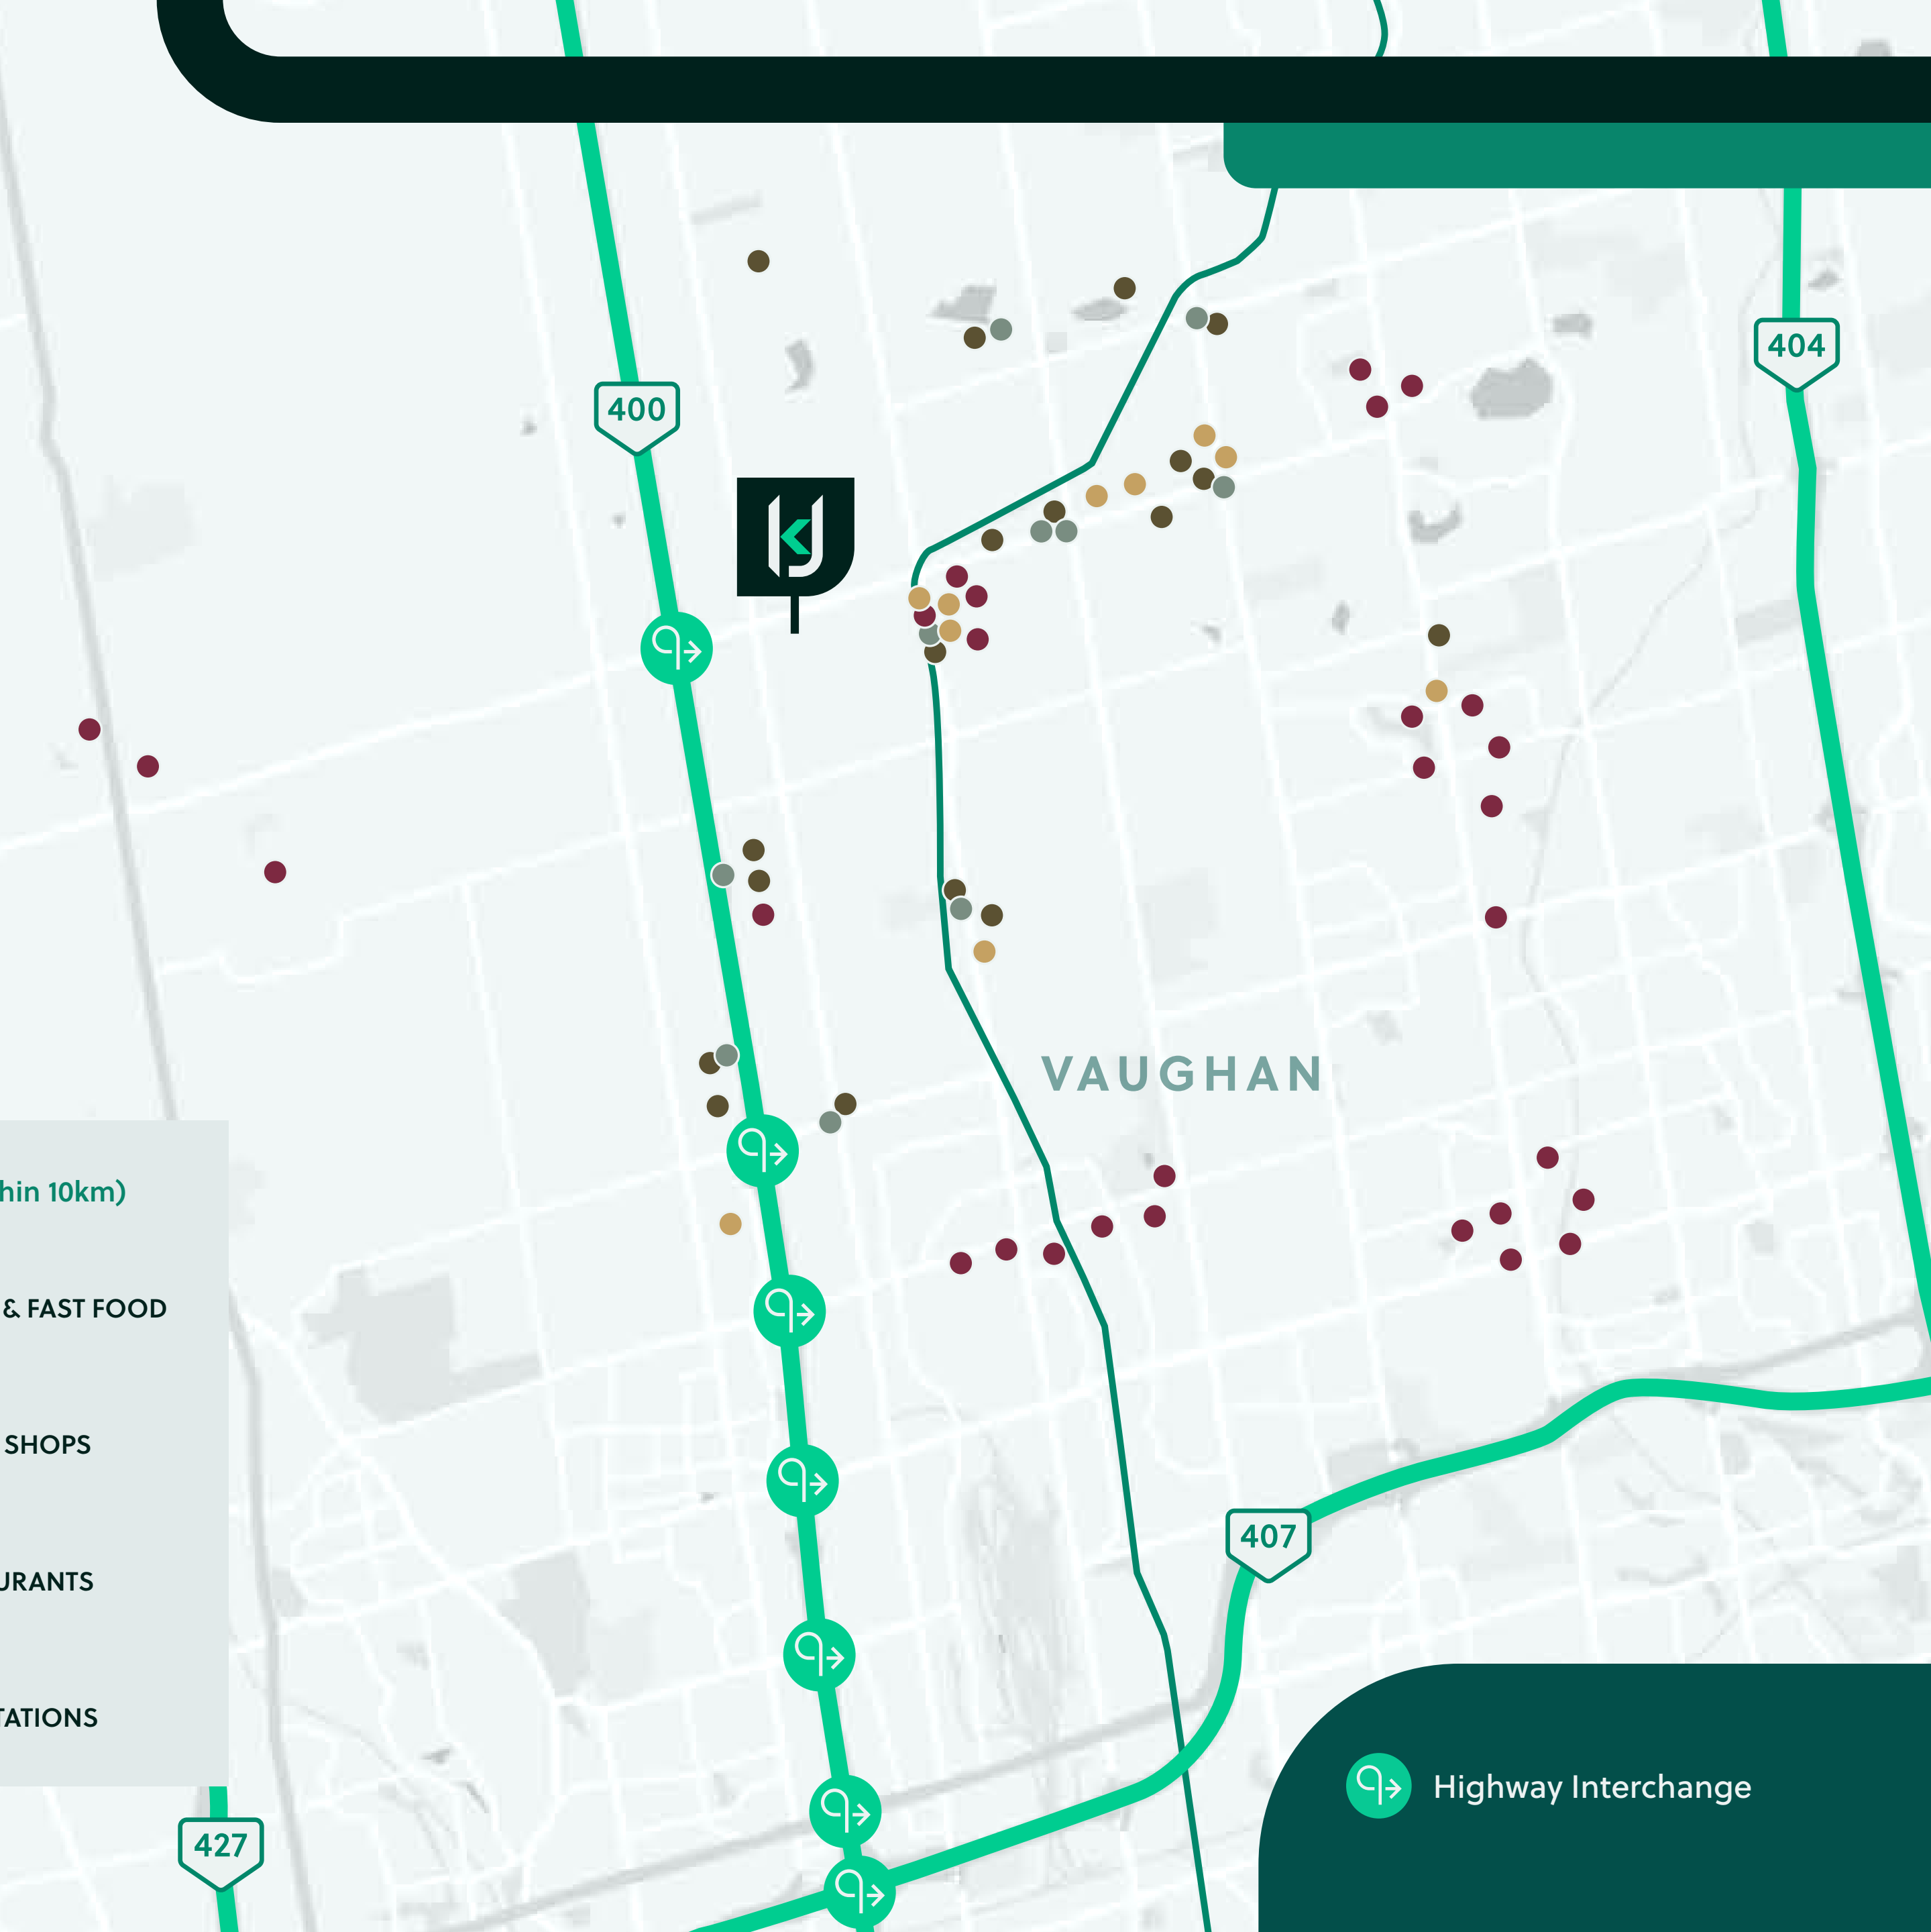 404
400
VAUGHAN
hin 10km)
& FAST FOOD
SHOPS
URANTS
407
TATIONS
Highway Interchange
427